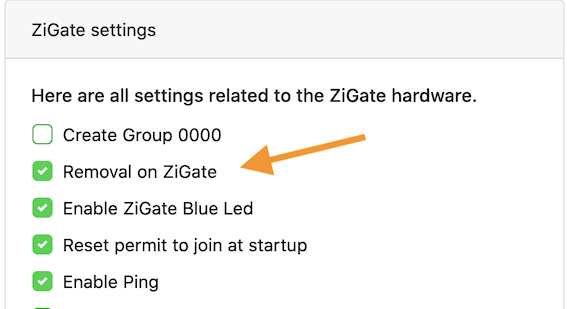 ZiGate settings
Here are all settings related to the ZiGate hardware.
Create Group 0000
Removal on ZiGate
Enable ZiGate Blue Led
Reset permit to join at startup
Enable Ping